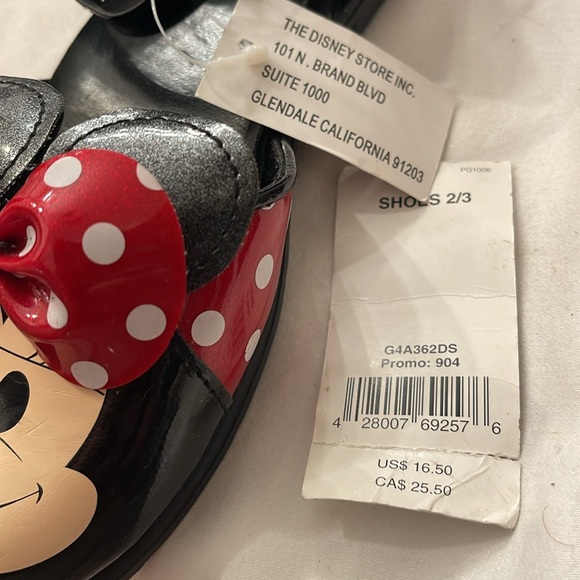 THE DISNEY STORE INC.
101 N. BRAND BLVD
SUITE 1000
GLENDALE CALIFORNIA 91203
PG1006
SHOES 2/3
G4A362DS
Promo: 904
4 28007 69257 6
US$ 16.50
CA$ 25.50